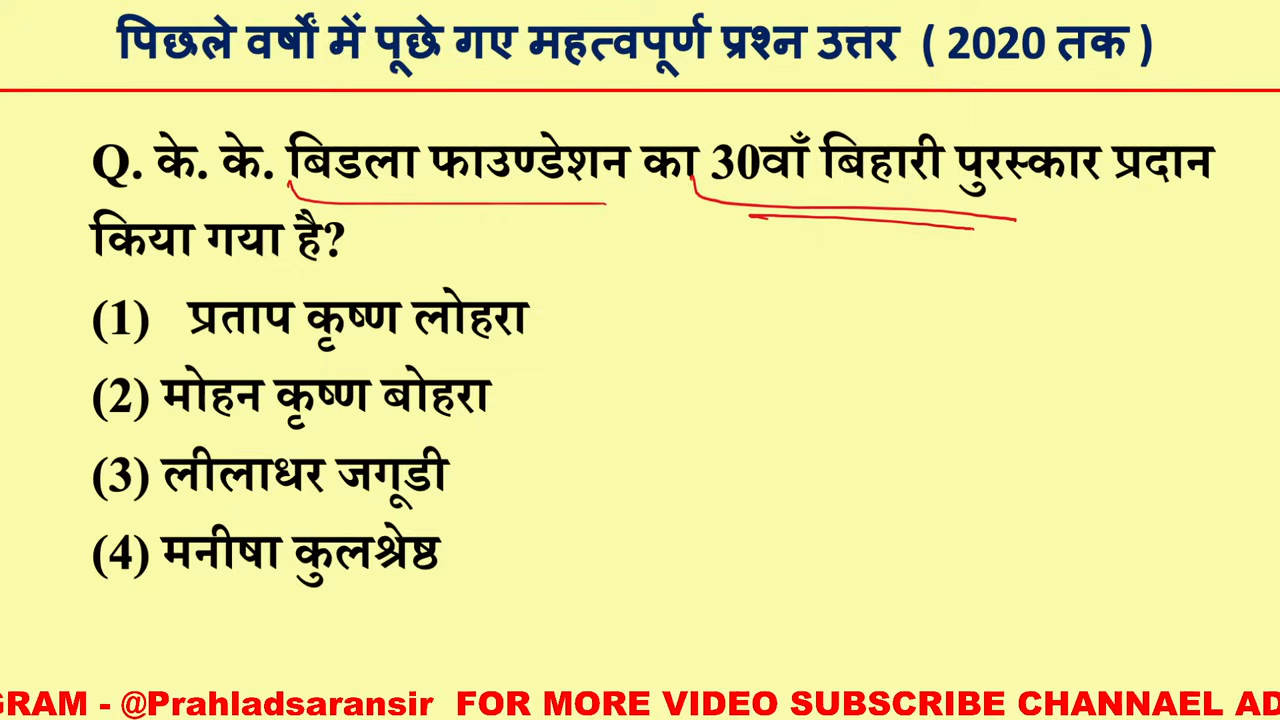 पिछले वर्षों में पूछे गए महत्वपूर्ण प्रश्न उत्तर ( 2020 तक )
Q. के. के. बिडला फाउण्डेशन का 30वाँ बिहारी पुरस्कार प्रदान
किया गया है?
(1) प्रताप कृष्ण लोहरा
(2) मोहन कृष्ण बोहरा
(3) लीलाधर जगूडी
(4) मनीषा कुलश्रेष्ठ
GRAM - @Prahladsaransir FOR MORE VIDEO SUBSCRIBE CHANNAEL AD